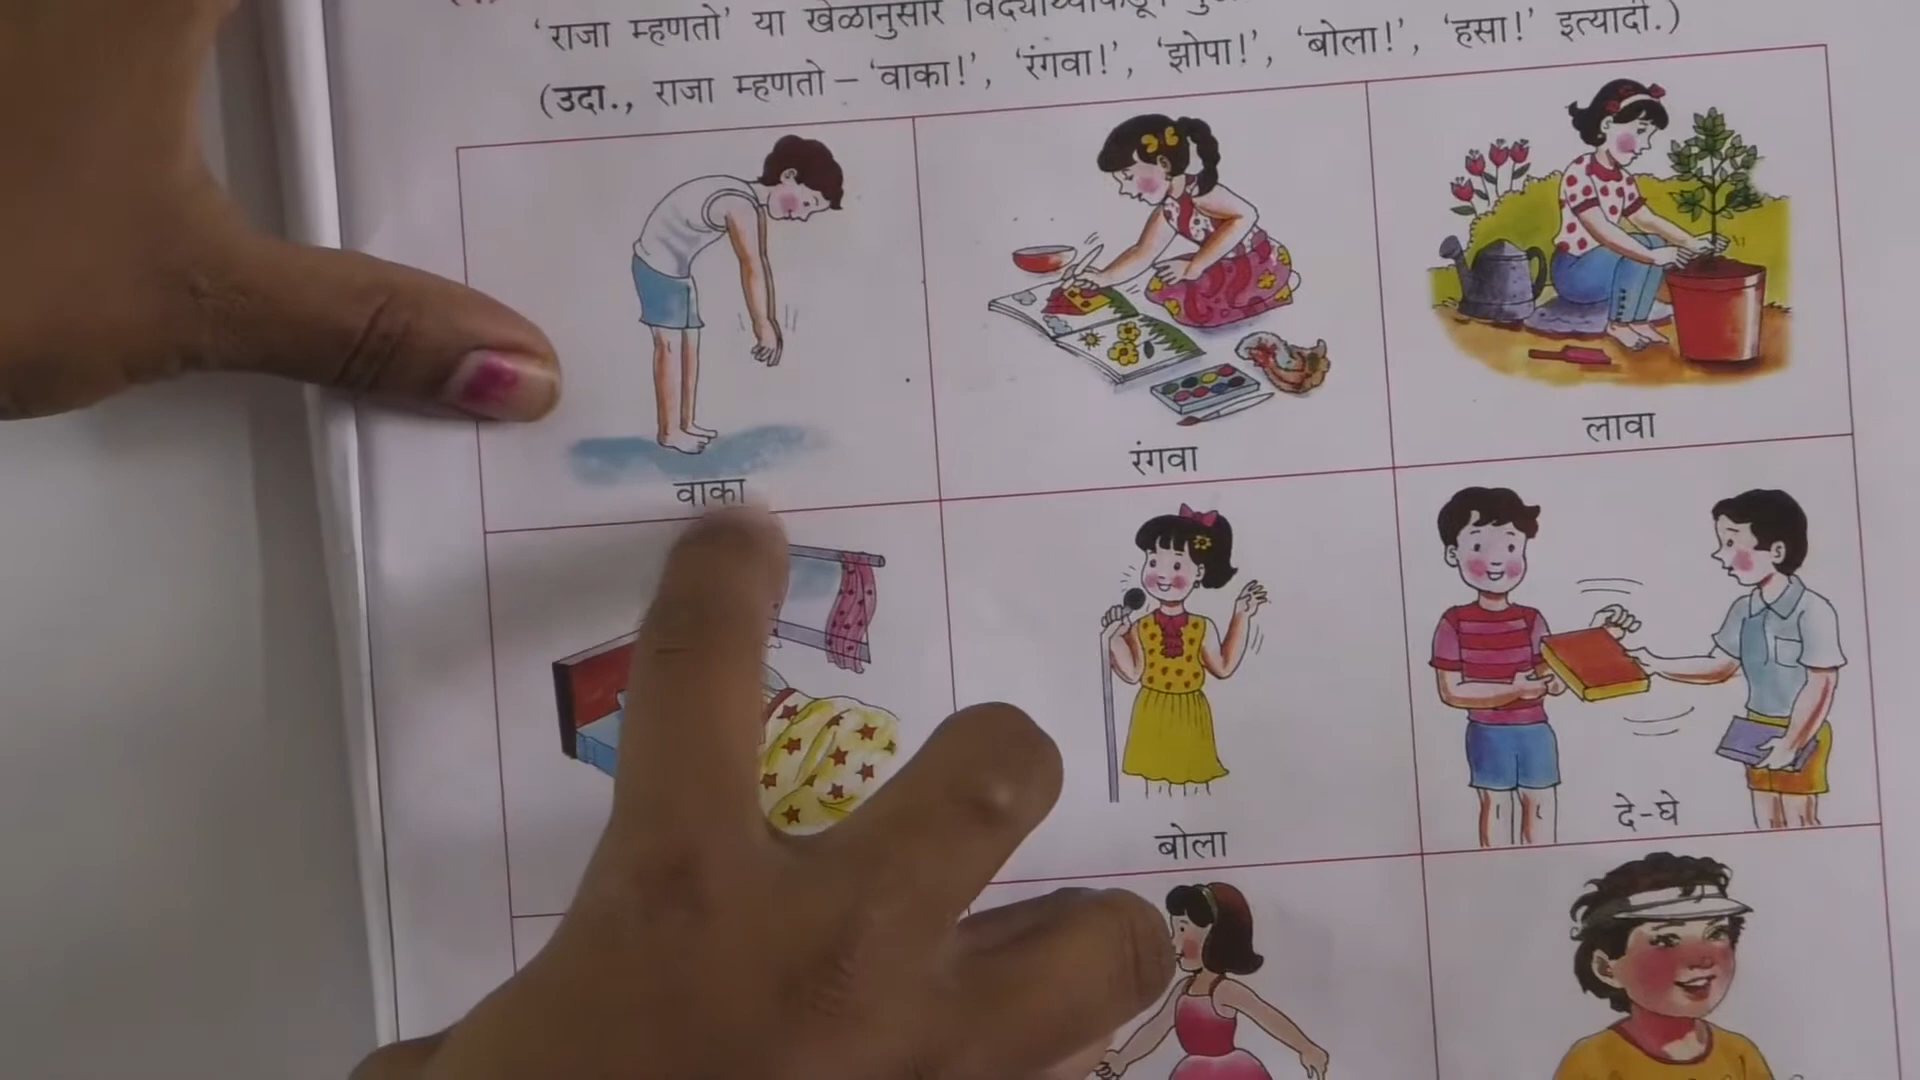 'राजा म्हणतो' या खेळानुसार
(उदा., राजा म्हणतो – 'वाका!', 'रंगवा!', 'झोपा!', 'बोला!', 'हसा!' इत्यादी.)
वाका
रंगवा
लावा
बोला
दे-घे